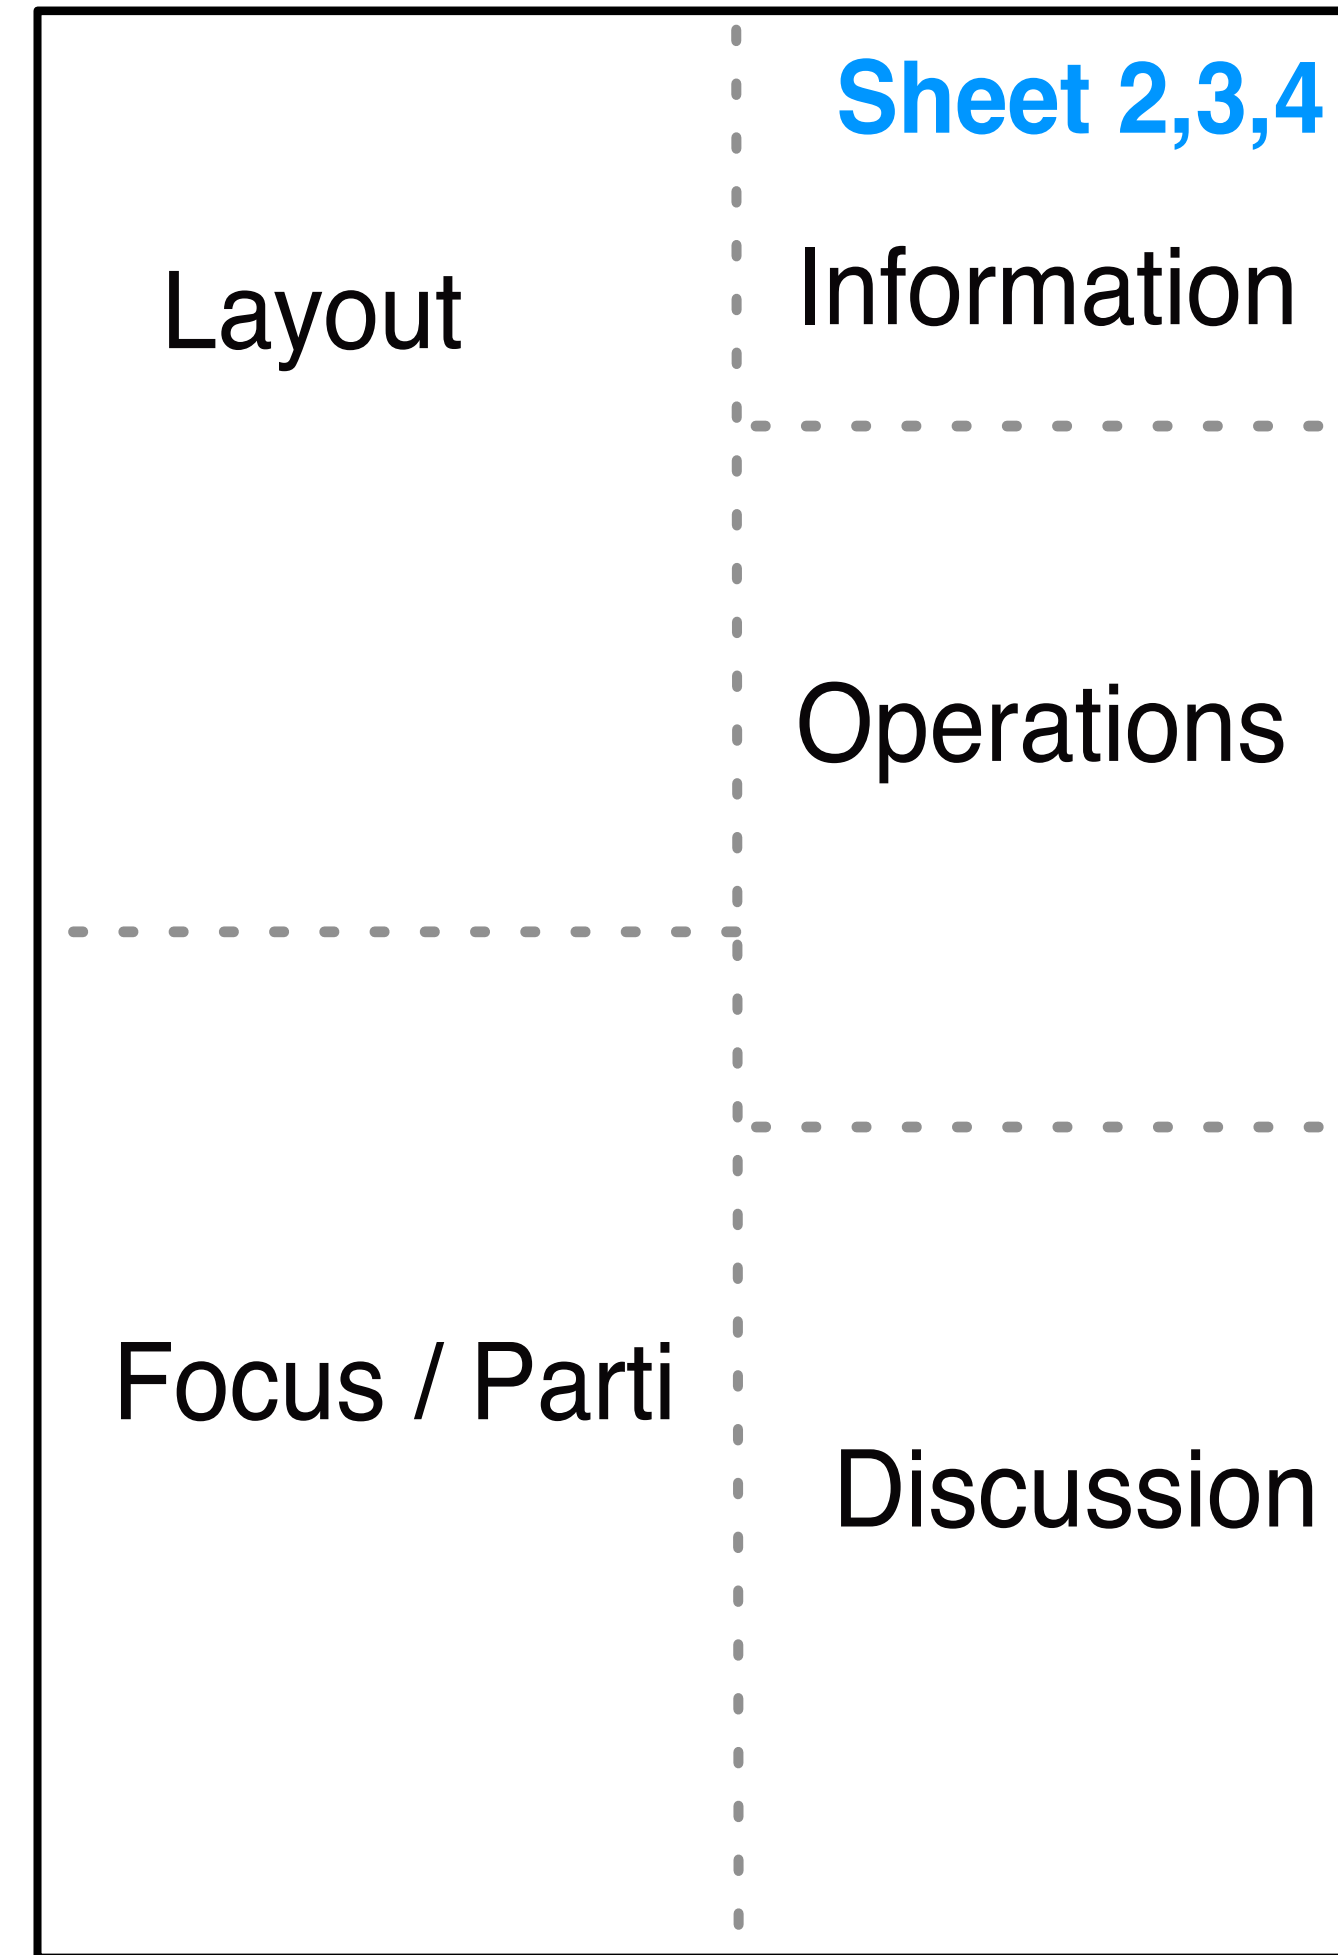 Sheet 2,3,4
Layout
Information
Operations
Focus / Parti
Discussion